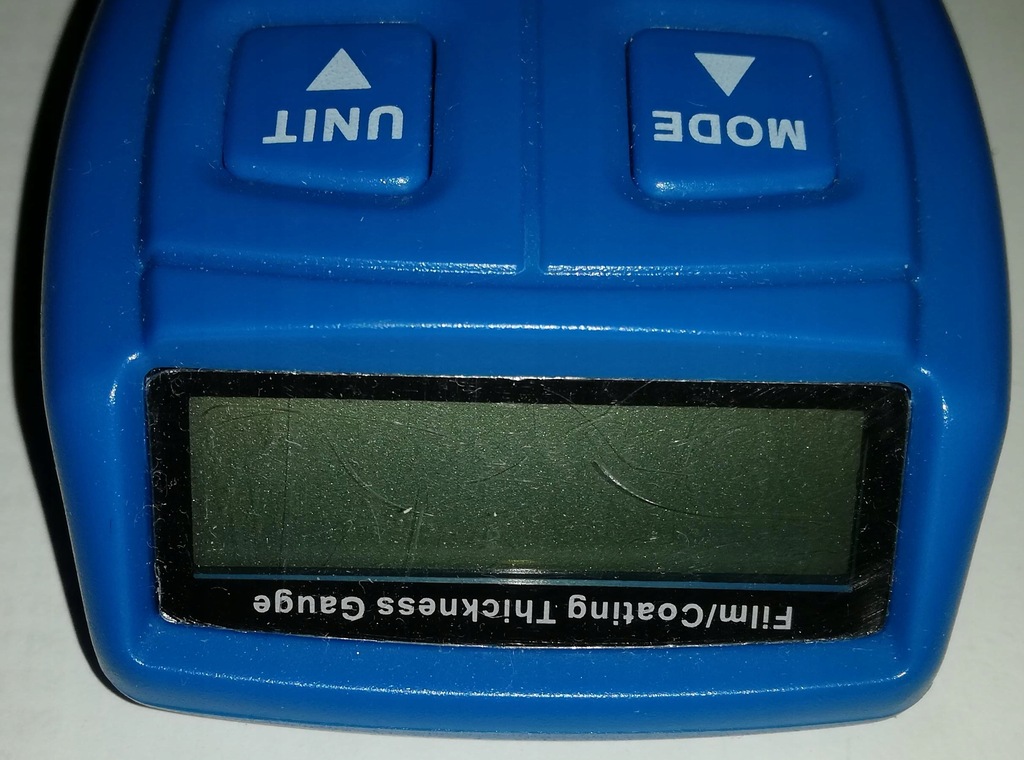 Film/Coating Thickness Gauge
MODE
UNIT